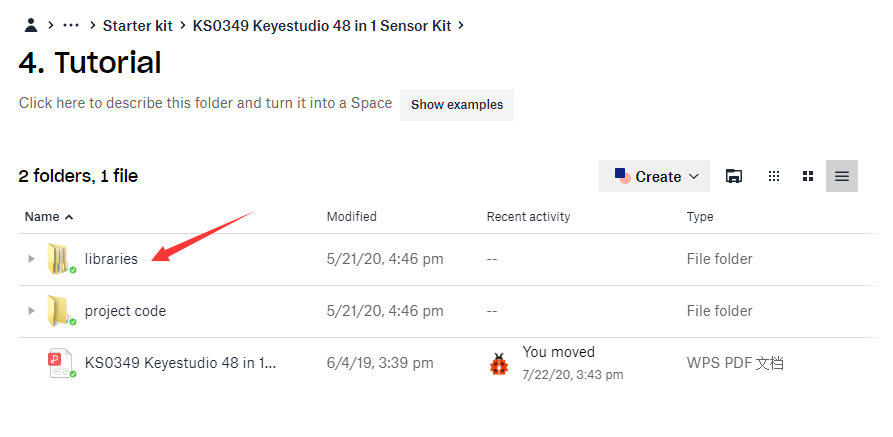 Starter kit > KS0349 Keyestudio 48 in 1 Sensor Kit >
4. Tutorial
Click here to describe this folder and turn it into a Space Show examples
2 folders, 1 file Create
Name Modified Recent activity Type
libraries 5/21/20, 4:46 pm -- File folder
project code 5/21/20, 4:46 pm -- File folder
KS0349 Keyestudio 48 in 1... 6/4/19, 3:39 pm You moved WPS PDF 文档
7/22/20, 3:43 pm